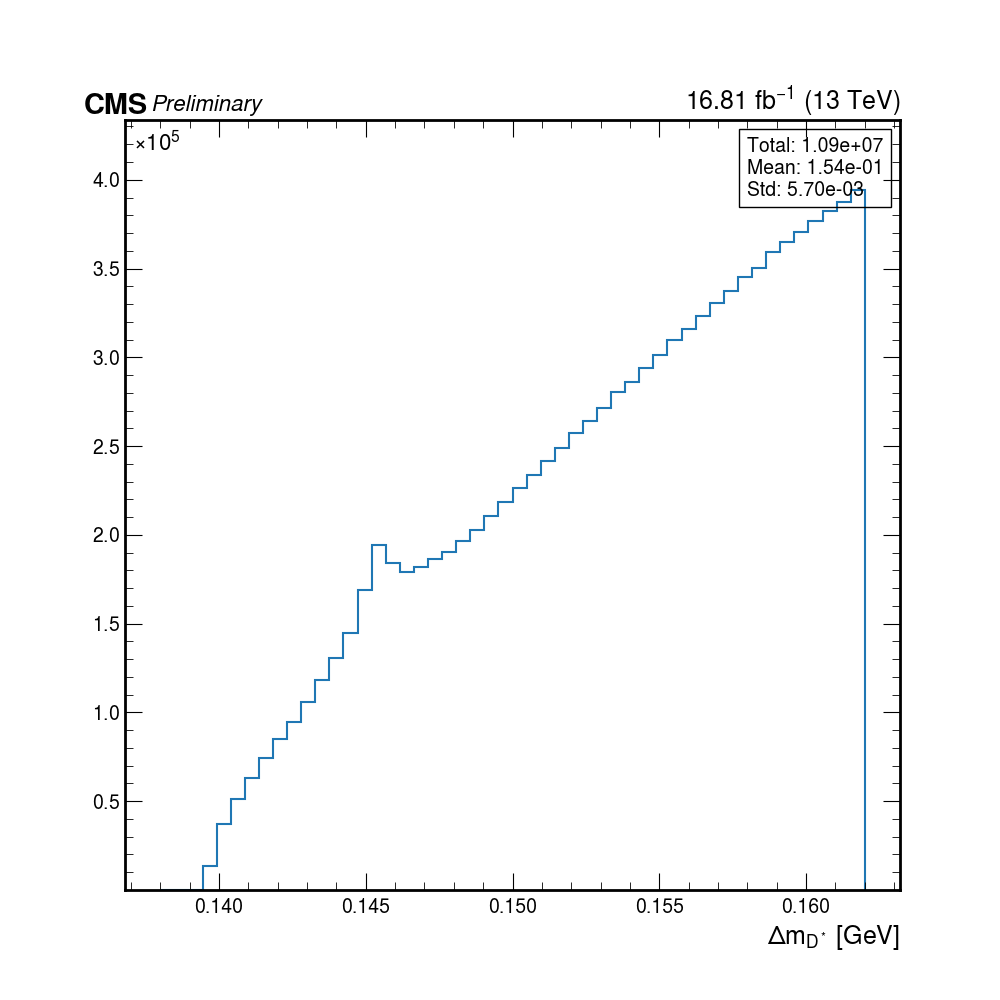 CMS Preliminary
16.81 fb⁻¹ (13 TeV)
×10⁵
Total: 1.09e+07
Mean: 1.54e-01
Std: 5.70e-03
4.0
3.5
3.0
2.5
2.0
1.5
1.0
0.5
0.140 0.145 0.150 0.155 0.160
Δm_D* [GeV]